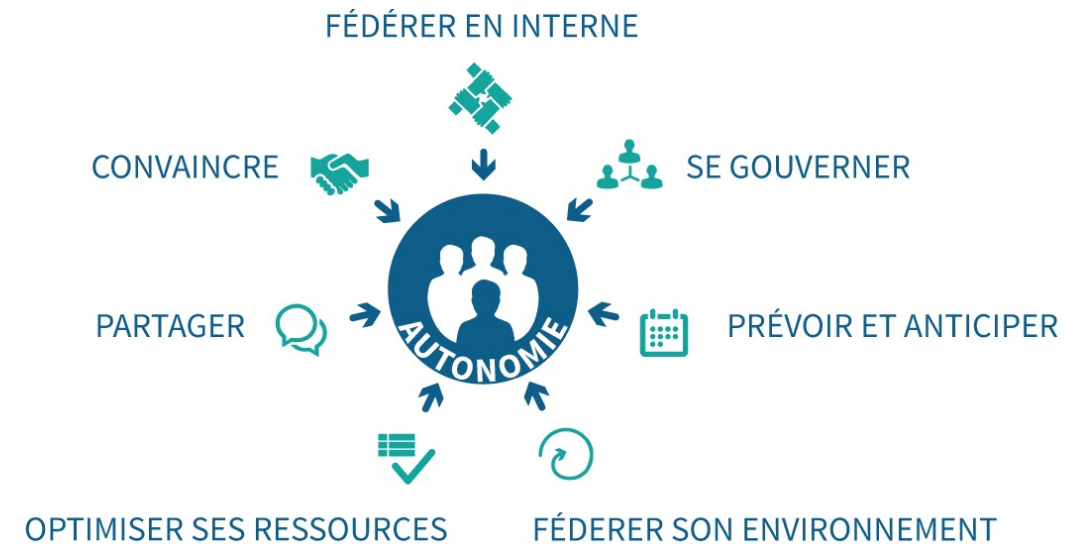 FÉDÉRER EN INTERNE
CONVAINCRE
SE GOUVERNER
PARTAGER
PRÉVOIR ET ANTICIPER
AUTONOMIE
OPTIMISER SES RESSOURCES
FÉDERER SON ENVIRONNEMENT